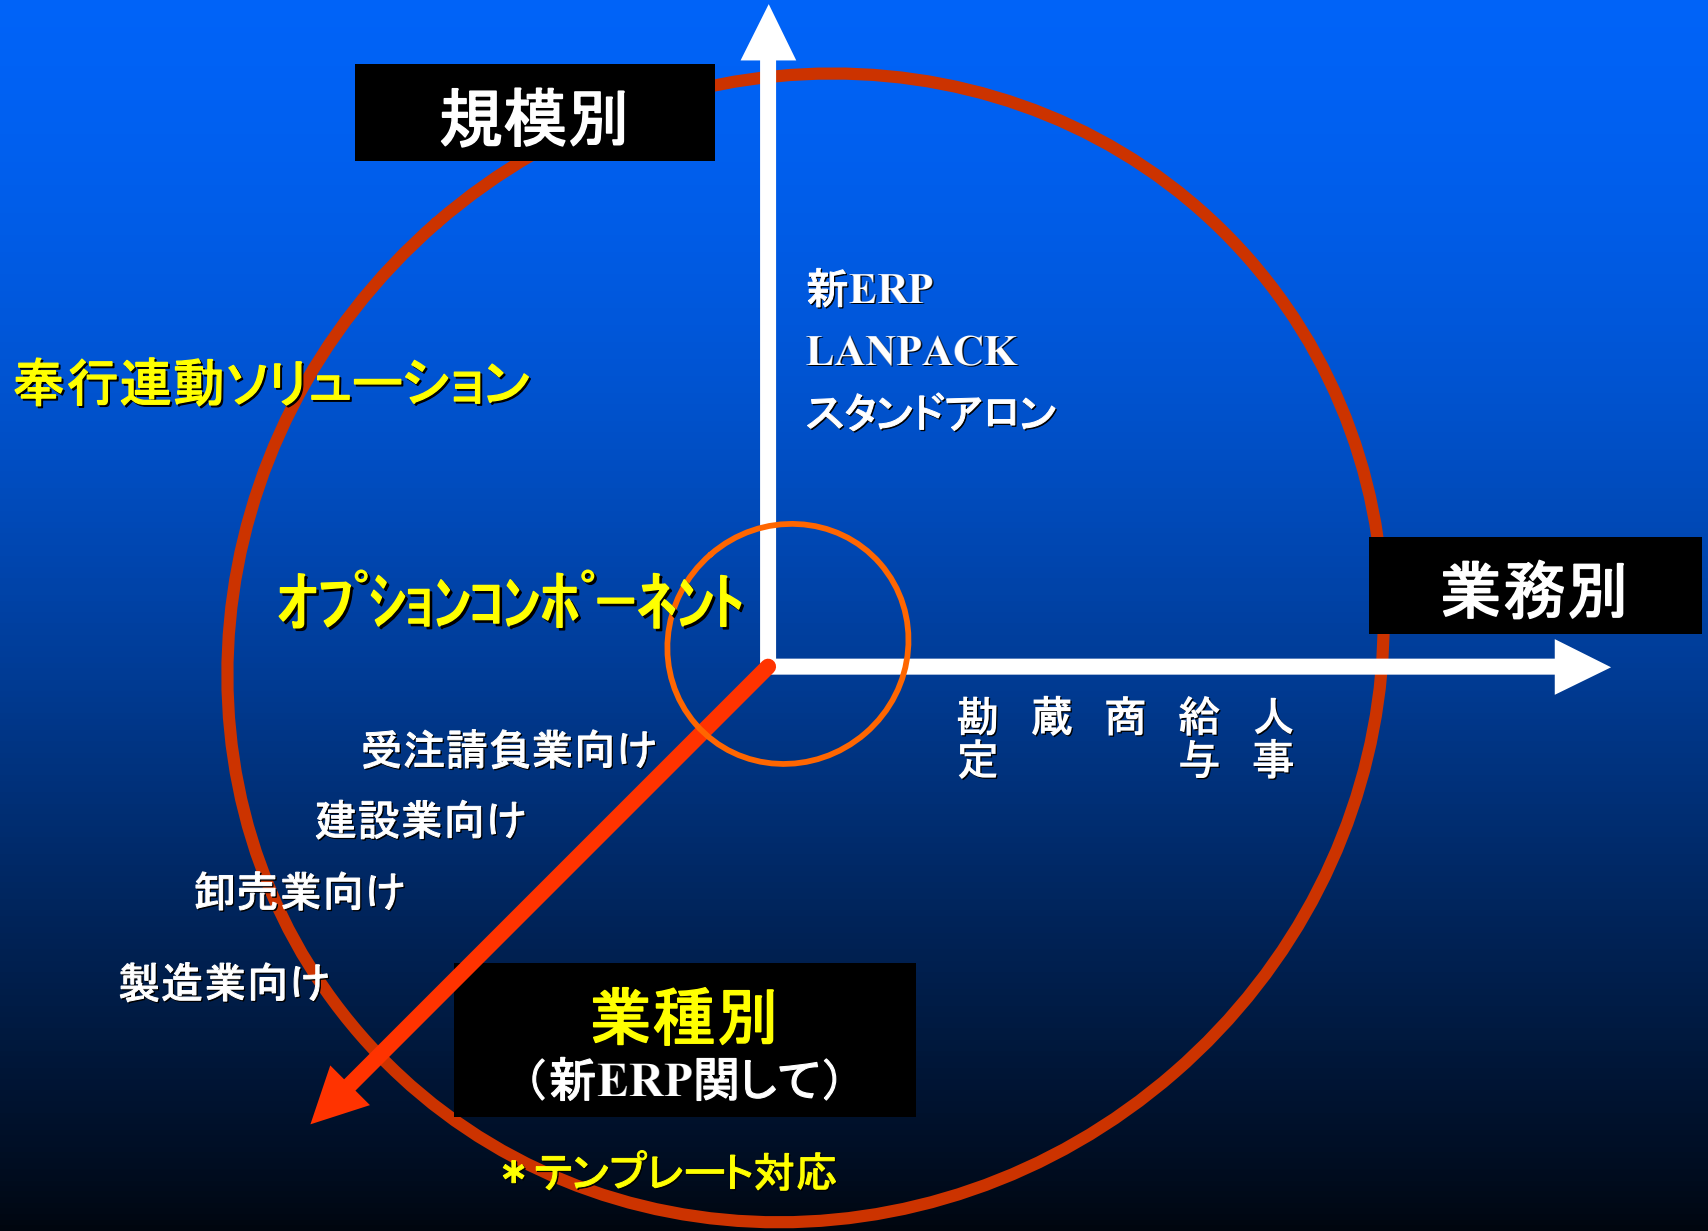 規模別
新ERP
LANPACK
スタンドアロン
奉行連動ソリューション
オプションコンポーネント
業務別
勘定
蔵
商
給与
人事
受注請負業向け
建設業向け
卸売業向け
製造業向け
業種別
（新ERP関して）
＊テンプレート対応